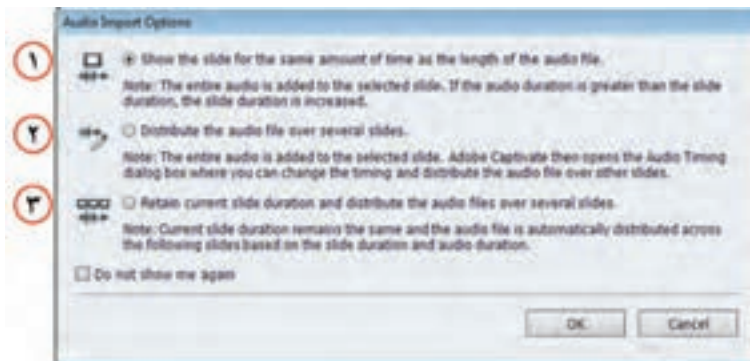 Audio Import Options
۱
Show the slide for the same amount of time as the length of the audio file.
Note: The entire audio is added to the selected slide. If the audio duration is greater than the slide
duration, the slide duration is increased.
۲
Distribute the audio file over several slides.
Note: The entire audio is added to the selected slide. Adobe Captivate then opens the Audio Timing
dialog box where you can change the timing and distribute the audio file over other slides.
۳
Retain current slide duration and distribute the audio files over several slides.
Note: Current slide duration remains the same and the audio file is automatically distributed across
the following slides based on the slide duration and audio duration.
Do not show me again
OK
Cancel